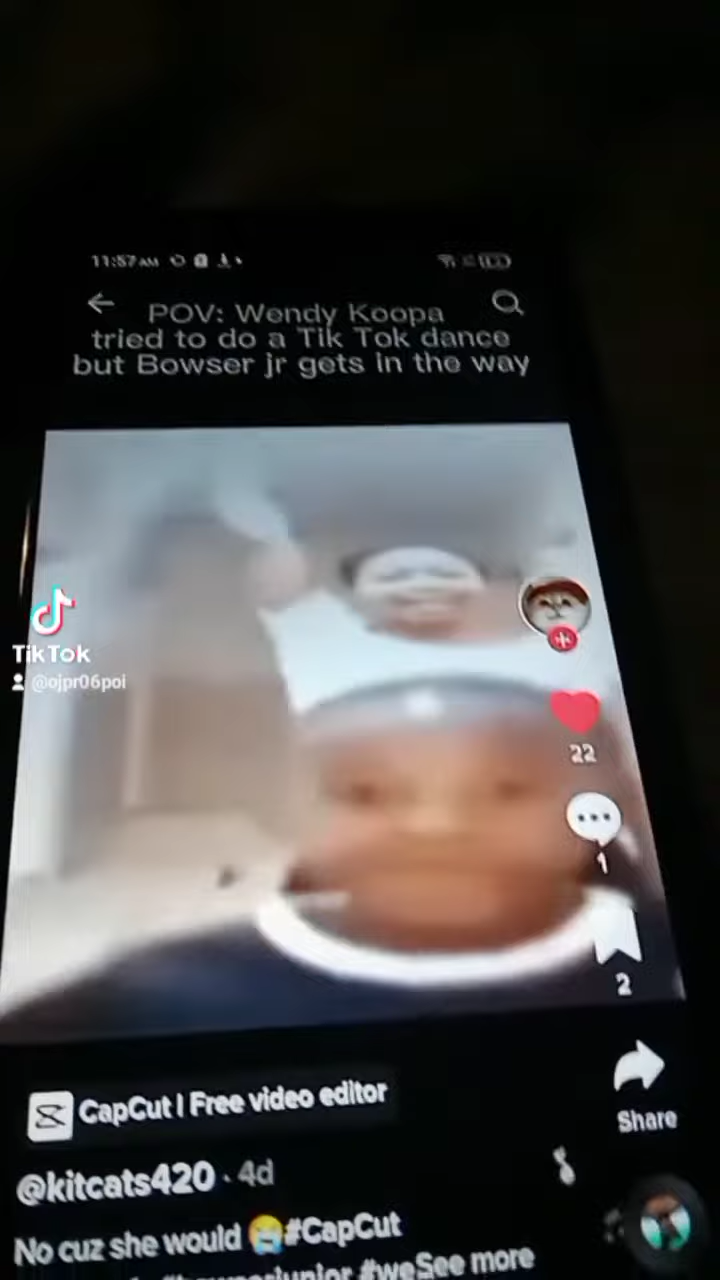 11:57 AM
POV: Wendy Koopa
tried to do a Tik Tok dance
but Bowser jr gets in the way
TikTok
@ojpr06poi
22
1
2
CapCut | Free video editor
Share
@kitcats420 · 4d
No cuz she would 😭#CapCut
#weSee more